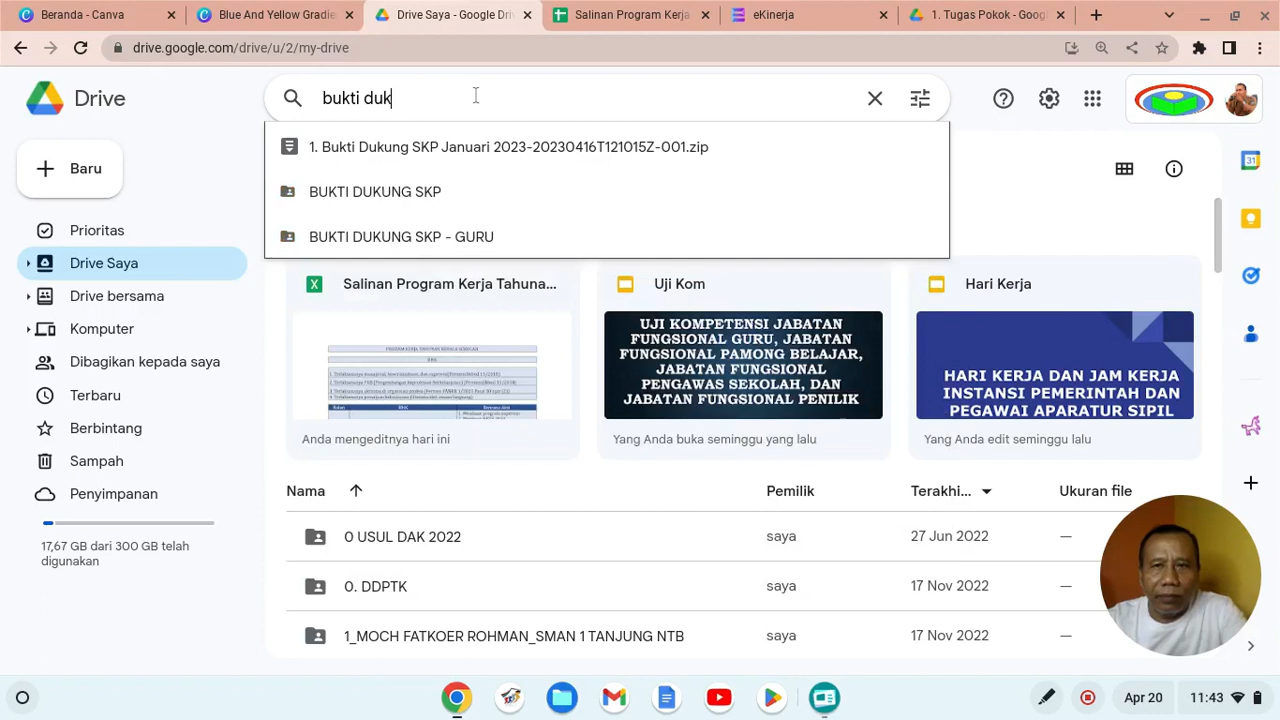 Beranda - Canva
Blue And Yellow Gradie
Drive Saya - Google Dri
Salinan Program Kerja
eKinerja
1. Tugas Pokok - Google
drive.google.com/drive/u/2/my-drive
Drive
bukti duk
Baru
1. Bukti Dukung SKP Januari 2023-20230416T121015Z-001.zip
BUKTI DUKUNG SKP
BUKTI DUKUNG SKP - GURU
Prioritas
Drive Saya
Drive bersama
Komputer
Dibagikan kepada saya
Terbaru
Berbintang
Sampah
Penyimpanan
17,67 GB dari 300 GB telah
digunakan
Salinan Program Kerja Tahuna...
Anda mengeditnya hari ini
Uji Kom
UJI KOMPETENSI JABATAN
FUNGSIONAL GURU, JABATAN
FUNGSIONAL PAMONG BELAJAR,
JABATAN FUNGSIONAL
PENGAWAS SEKOLAH DAN
JABATAN FUNGSIONAL PENILIK
Yang Anda buka seminggu yang lalu
Hari Kerja
HARI KERJA DAN JAM KERJA
INSTANSI PEMERINTAH DAN
PEGAWAI APARATUR SIPIL
Yang Anda edit seminggu lalu
Nama
Pemilik
Terakhi...
Ukuran file
0 USUL DAK 2022
saya
27 Jun 2022
—
0. DDPTK
saya
17 Nov 2022
—
1_MOCH FATKOER ROHMAN_SMAN 1 TANJUNG NTB
saya
17 Nov 2022
—
Apr 20
11:43